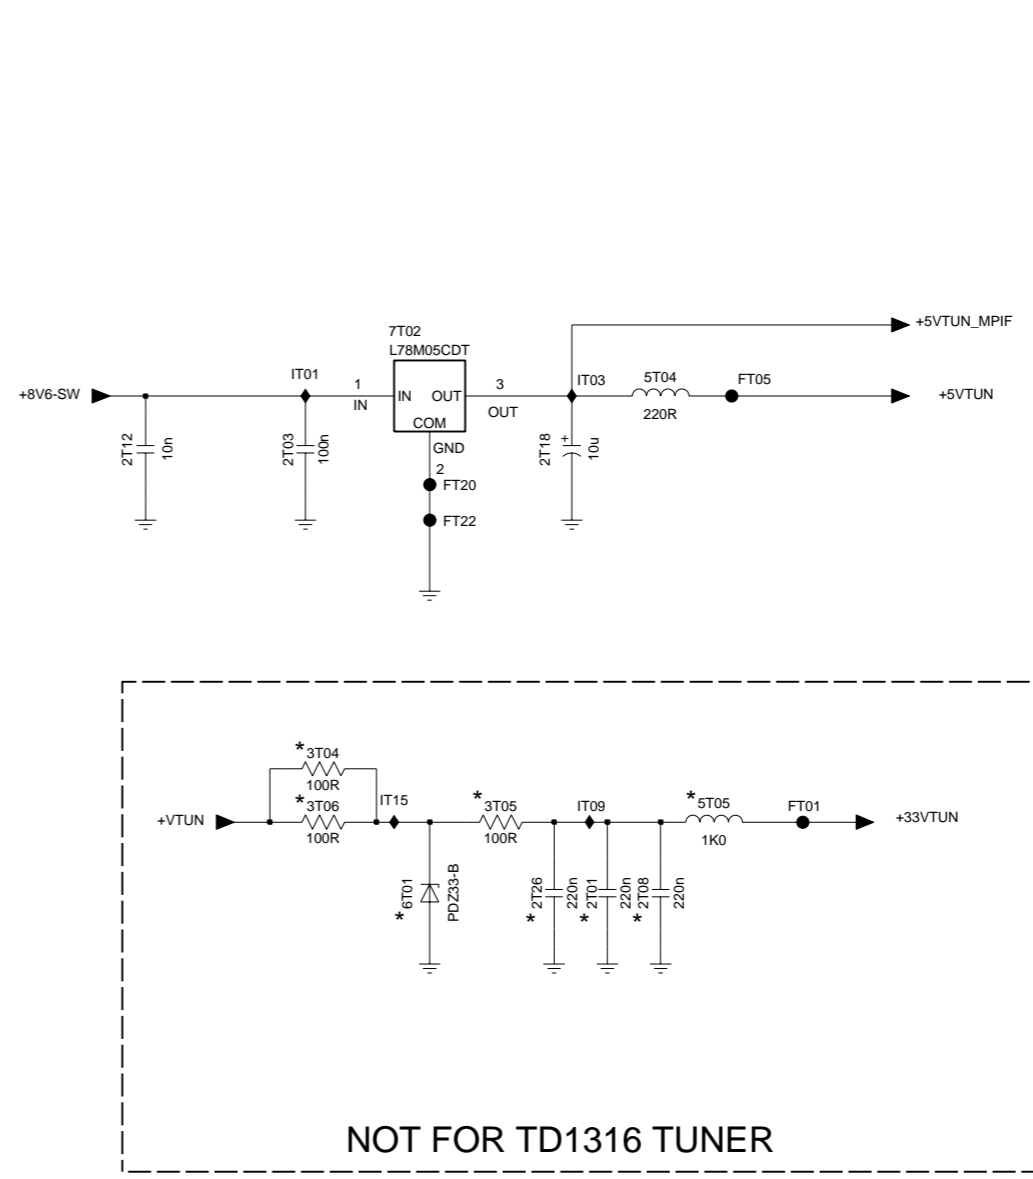 +5VTUN_MPIF
7T02
L78M05CDT
+8V6-SW
IT01
1
IN
IN
OUT
COM
3
OUT
IT03
5T04
220R
FT05
+5VTUN
2T12
10n
2T03
100n
GND
2
FT20
FT22
2T18
+
10u
* 3T04
100R
+VTUN
* 3T06
100R
IT15
* 3T05
100R
IT09
* 5T05
1K0
FT01
+33VTUN
* 6T01
PDZ33-B
* 2T26
220n
* 2T01
220n
* 2T08
220n
NOT FOR TD1316 TUNER